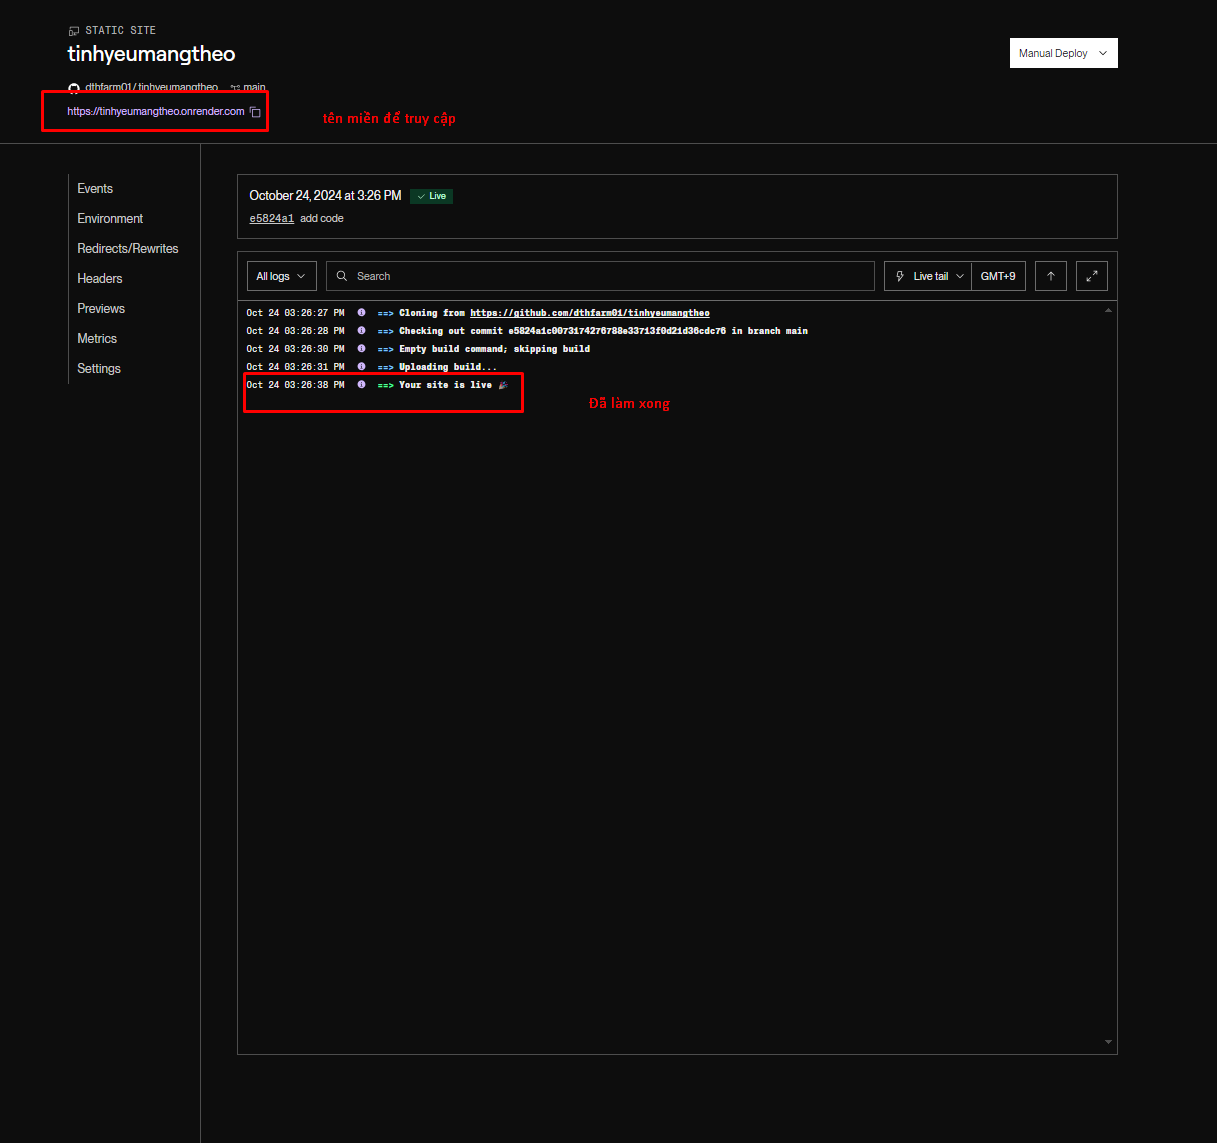 STATIC SITE
tinhyeumangtheo
Manual Deploy
dthfarm01/tinhyeumangtheo main
https://tinhyeumangtheo.onrender.com
tên miền để truy cập
Events
Environment
Redirects/Rewrites
Headers
Previews
Metrics
Settings
October 24, 2024 at 3:26 PM Live
e5824a1 add code
All logs Search Live tail GMT+9
Oct 24 03:26:27 PM ==> Cloning from https://github.com/dthfarm01/tinhyeumangtheo
Oct 24 03:26:28 PM ==> Checking out commit e5824a1c0073174276788e33713f0d21d36cdc76 in branch main
Oct 24 03:26:30 PM ==> Empty build command; skipping build
Oct 24 03:26:31 PM ==> Uploading build...
Oct 24 03:26:38 PM ==> Your site is live 🎉
Đã làm xong